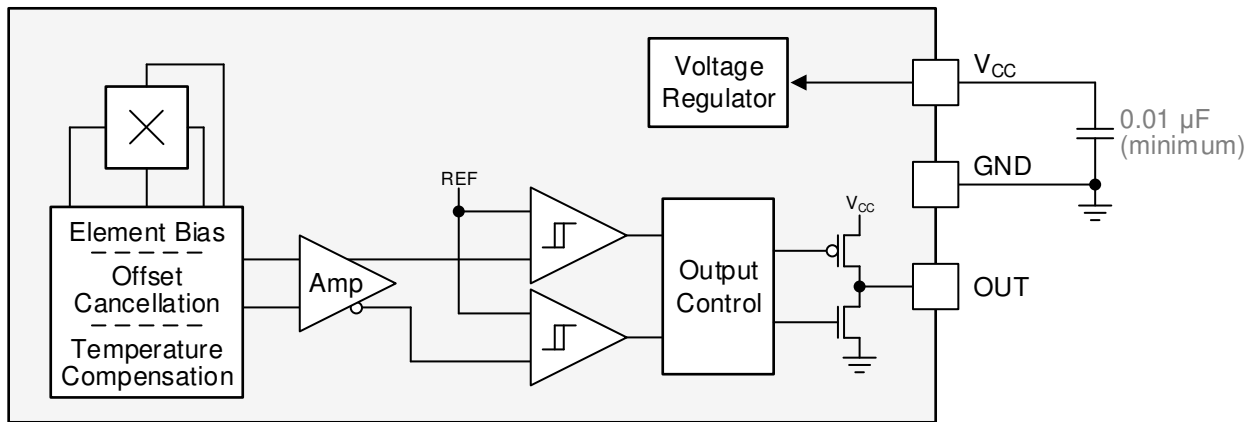 Voltage
Regulator
VCC
0.01 µF
(minimum)
GND
REF
VCC
Element Bias
Offset
Cancellation
Temperature
Compensation
Amp
Output
Control
OUT